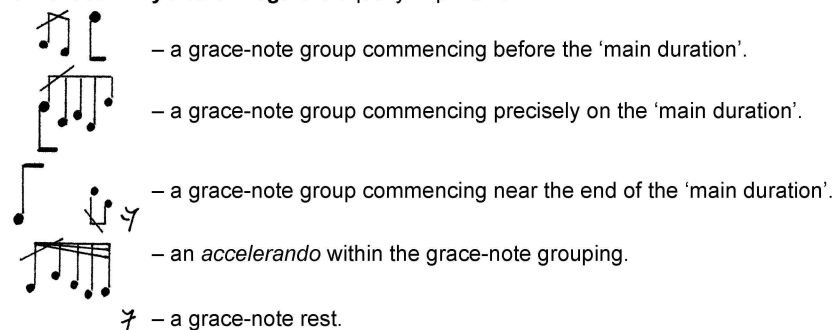 – a grace-note group commencing before the ‘main duration’.
– a grace-note group commencing precisely on the ‘main duration’.
– a grace-note group commencing near the end of the ‘main duration’.
– an accelerando within the grace-note grouping.
– a grace-note rest.